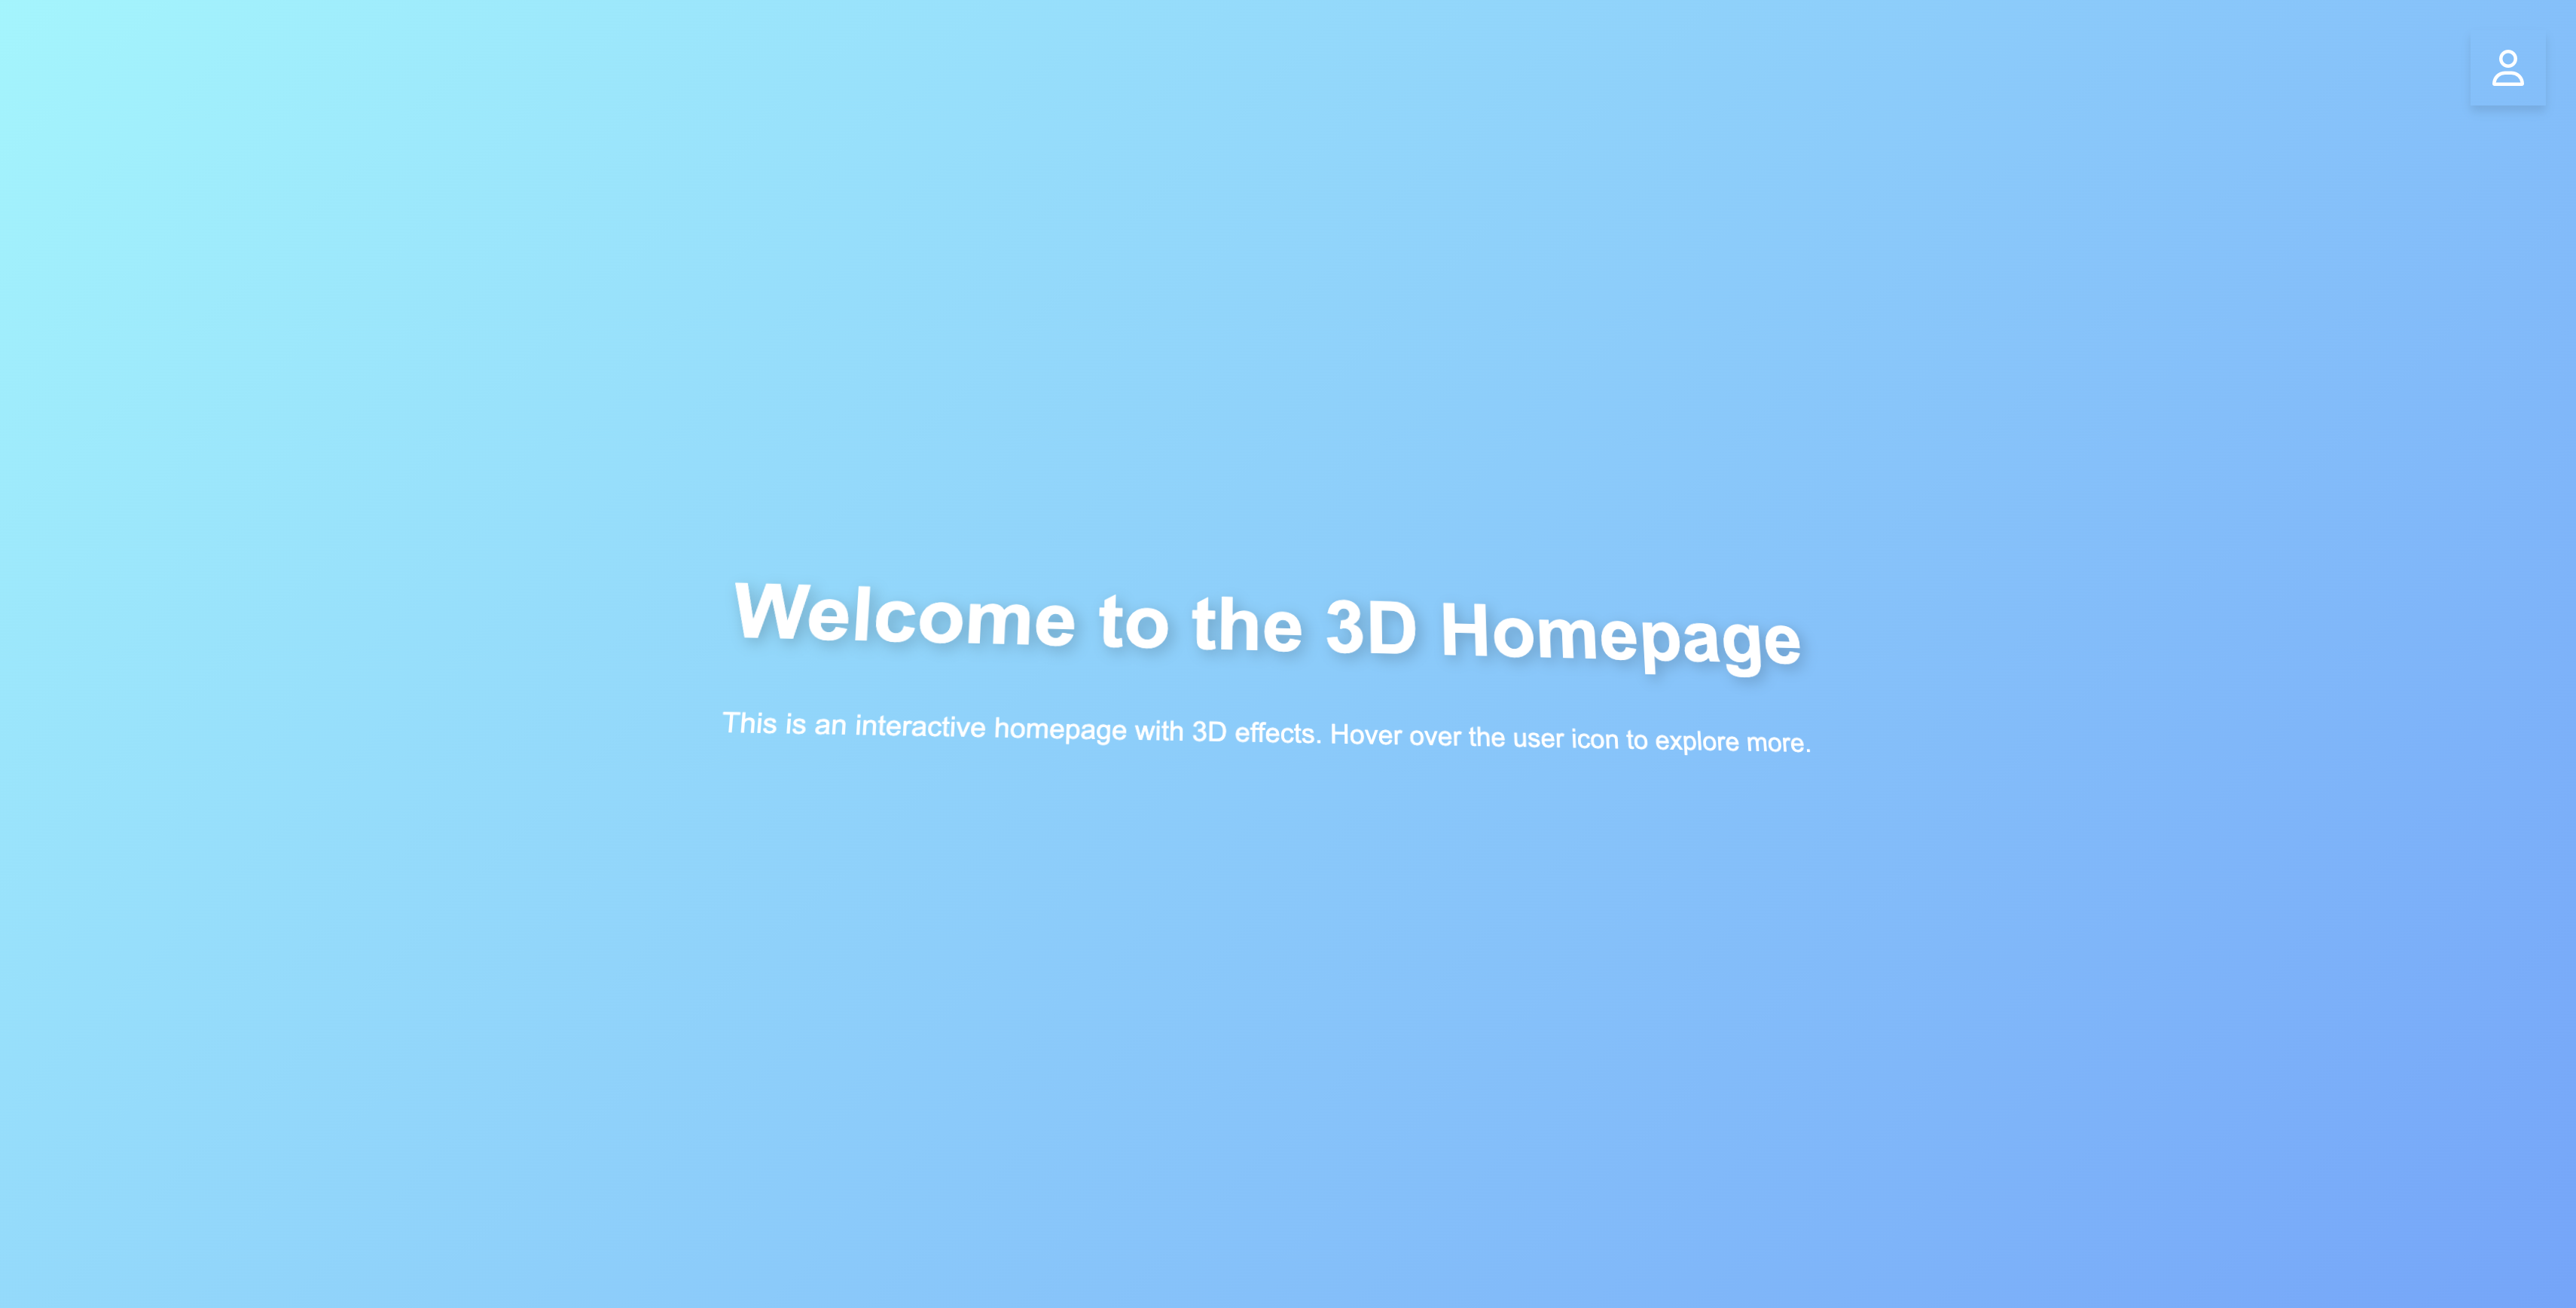 Welcome to the 3D Homepage
This is an interactive homepage with 3D effects. Hover over the user icon to explore more.